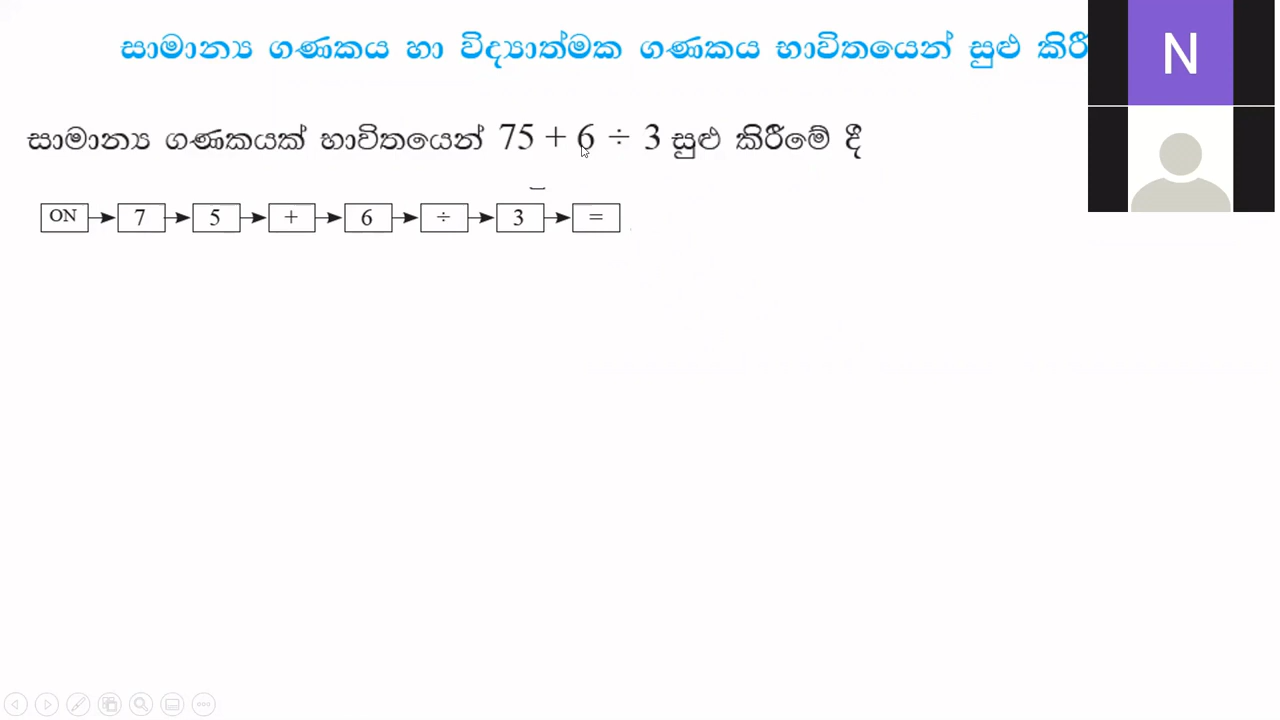 සාමාන්‍ය ගණකය හා විද්‍යාත්මක ගණකය භාවිතයෙන් සුළු කිරී
N
සාමාන්‍ය ගණකයක් භාවිතයෙන් 75 + 6 ÷ 3 සුළු කිරීමේ දී
ON 7 5 + 6 ÷ 3 =